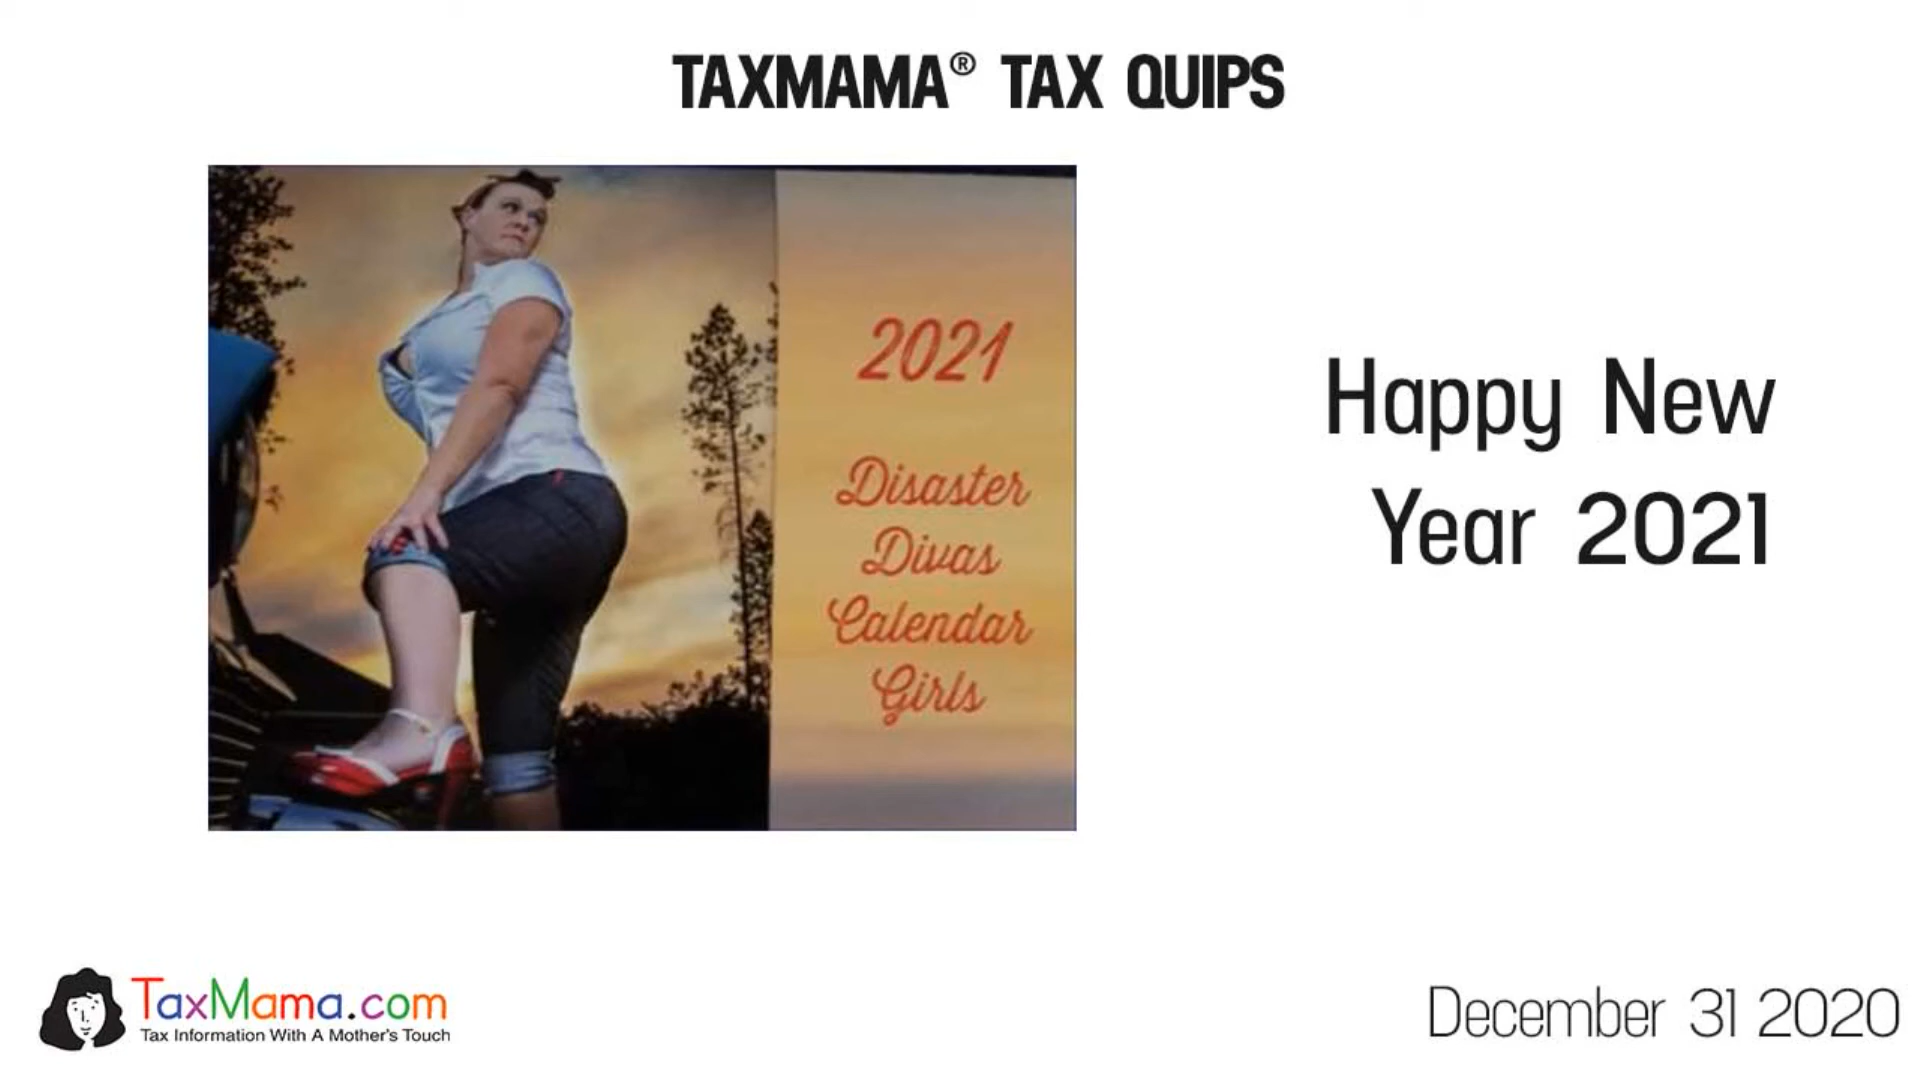 TAXMAMA® TAX QUIPS
2021
Disaster
Divas
Calendar
Girls
Happy New
Year 2021
TaxMama.com
Tax Information With A Mother's Touch
December 31 2020